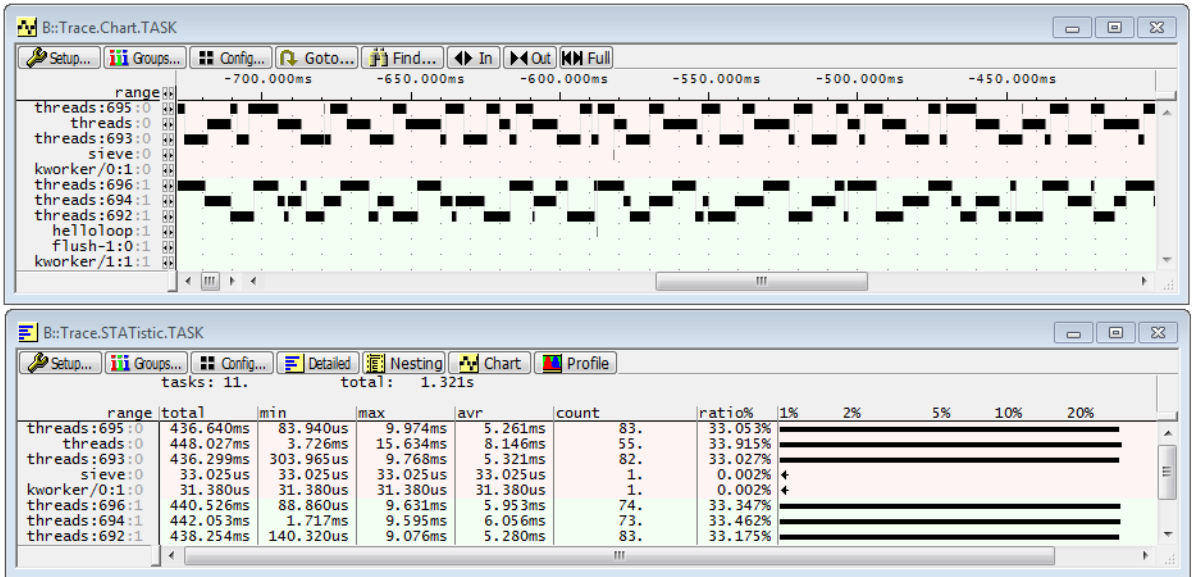 B::Trace.Chart.TASK
Setup... Groups... Config... Goto... Find... In Out Full
-700.000ms -650.000ms -600.000ms -550.000ms -500.000ms -450.000ms
range
threads:695:0
threads:0
threads:693:0
sieve:0
kworker/0:1:0
threads:696:1
threads:694:1
threads:692:1
helloloop:1
flush-1:0:1
kworker/1:1:1
B::Trace.STATistic.TASK
Setup... Groups... Config... Detailed Nesting Chart Profile
tasks: 11. total: 1.321s
range total min max avr count ratio% 1% 2% 5% 10% 20%
threads:695:0 436.640ms 83.940us 9.974ms 5.261ms 83. 33.053%
threads:0 448.027ms 3.726ms 15.634ms 8.146ms 55. 33.915%
threads:693:0 436.299ms 303.965us 9.768ms 5.321ms 82. 33.027%
sieve:0 33.025us 33.025us 33.025us 33.025us 1. 0.002%
kworker/0:1:0 31.380us 31.380us 31.380us 31.380us 1. 0.002%
threads:696:1 440.526ms 88.860us 9.631ms 5.953ms 74. 33.347%
threads:694:1 442.053ms 1.717ms 9.595ms 6.056ms 73. 33.462%
threads:692:1 438.254ms 140.320us 9.076ms 5.280ms 83. 33.175%